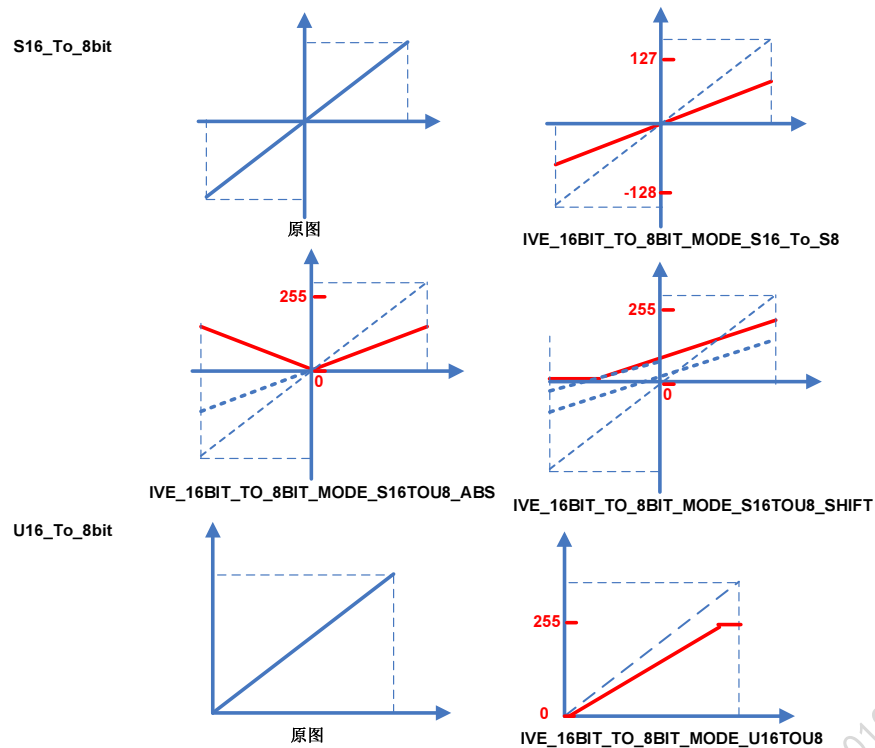 S16_To_8bit
127
-128
原图
IVE_16BIT_TO_8BIT_MODE_S16_To_S8
255
0
255
0
IVE_16BIT_TO_8BIT_MODE_S16TOU8_ABS
IVE_16BIT_TO_8BIT_MODE_S16TOU8_SHIFT
U16_To_8bit
255
0
原图
IVE_16BIT_TO_8BIT_MODE_U16TOU8